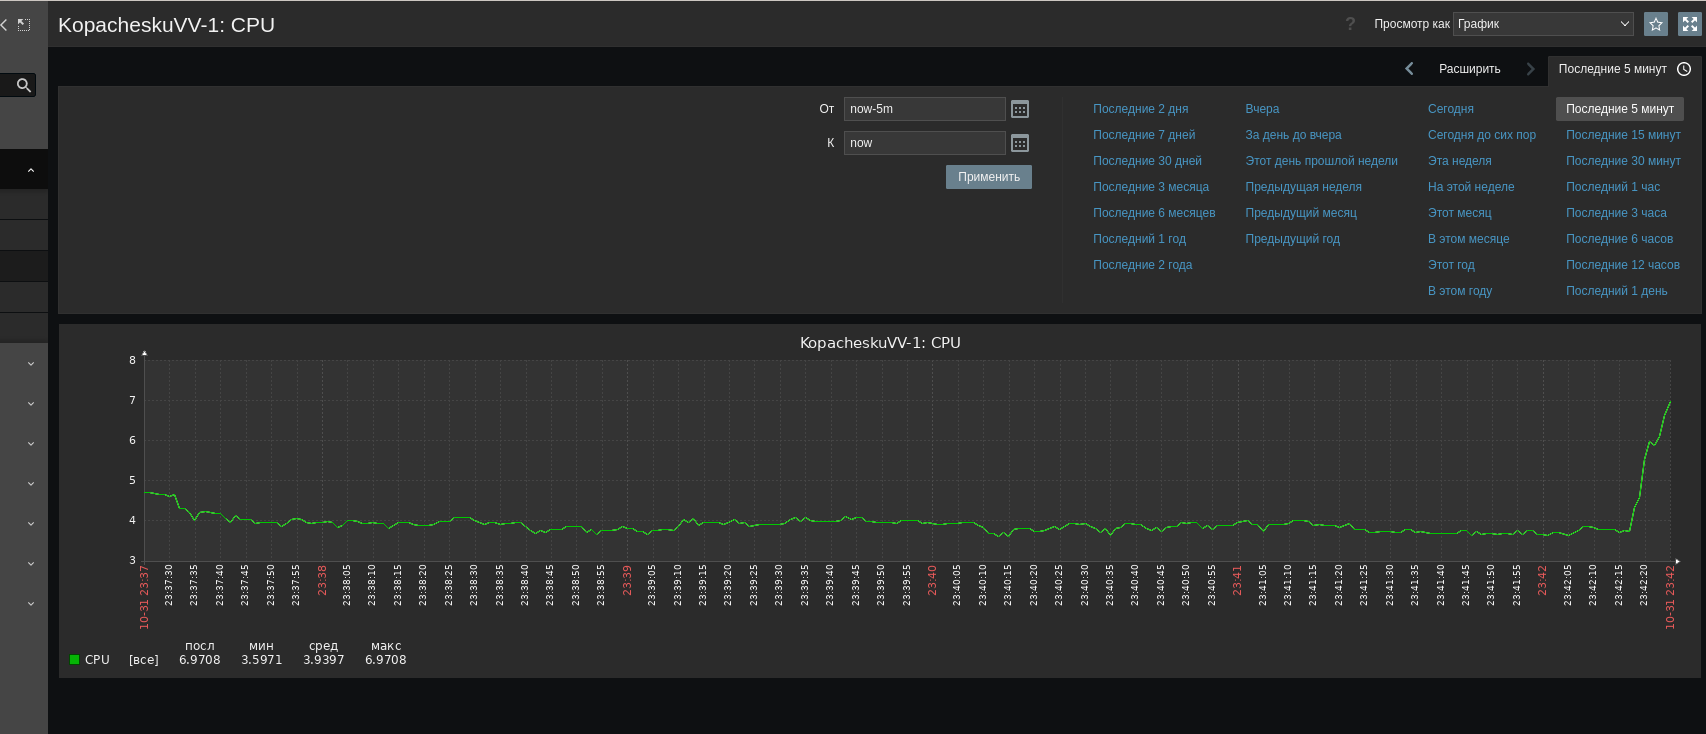 KopacheskuVV-1: CPU
? Просмотр как График
Расширить Последние 5 минут
От now-5m
К now
Применить
Последние 2 дня Вчера Сегодня Последние 5 минут
Последние 7 дней За день до вчера Сегодня до сих пор Последние 15 минут
Последние 30 дней Этот день прошлой недели Эта неделя Последние 30 минут
Последние 3 месяца Предыдущая неделя На этой неделе Последний 1 час
Последние 6 месяцев Предыдущий месяц Этот месяц Последние 3 часа
Последний 1 год Предыдущий год В этом месяце Последние 6 часов
Последние 2 года Этот год Последние 12 часов
В этом году Последний 1 день
KopacheskuVV-1: CPU
8
7
6
5
4
3
10-31 23:37 23:37:30 23:37:35 23:37:40 23:37:45 23:37:50 23:37:55 23:38 23:38:05 23:38:10 23:38:15 23:38:20 23:38:25 23:38:30 23:38:35 23:38:40 23:38:45 23:38:50 23:38:55 23:39 23:39:05 23:39:10 23:39:15 23:39:20 23:39:25 23:39:30 23:39:35 23:39:40 23:39:45 23:39:50 23:39:55 23:40 23:40:05 23:40:10 23:40:15 23:40:20 23:40:25 23:40:30 23:40:35 23:40:40 23:40:45 23:40:50 23:40:55 23:41 23:41:05 23:41:10 23:41:15 23:41:20 23:41:25 23:41:30 23:41:35 23:41:40 23:41:45 23:41:50 23:41:55 23:42 23:42:05 23:42:10 23:42:15 23:42:20 10-31 23:42
посл мин сред макс
CPU [все] 6.9708 3.5971 3.9397 6.9708